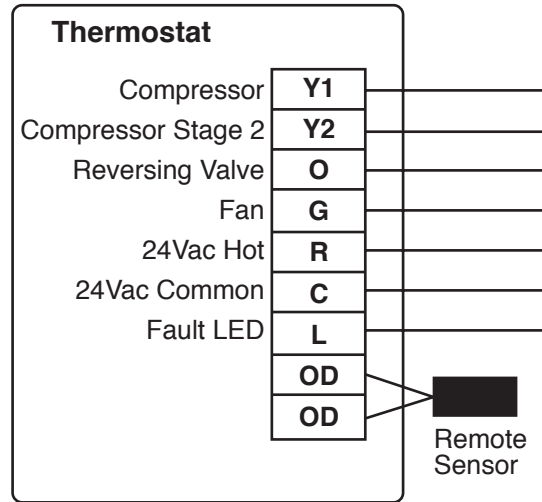 Thermostat
Compressor Y1
Compressor Stage 2 Y2
Reversing Valve O
Fan G
24Vac Hot R
24Vac Common C
Fault LED L
OD
OD
Remote
Sensor